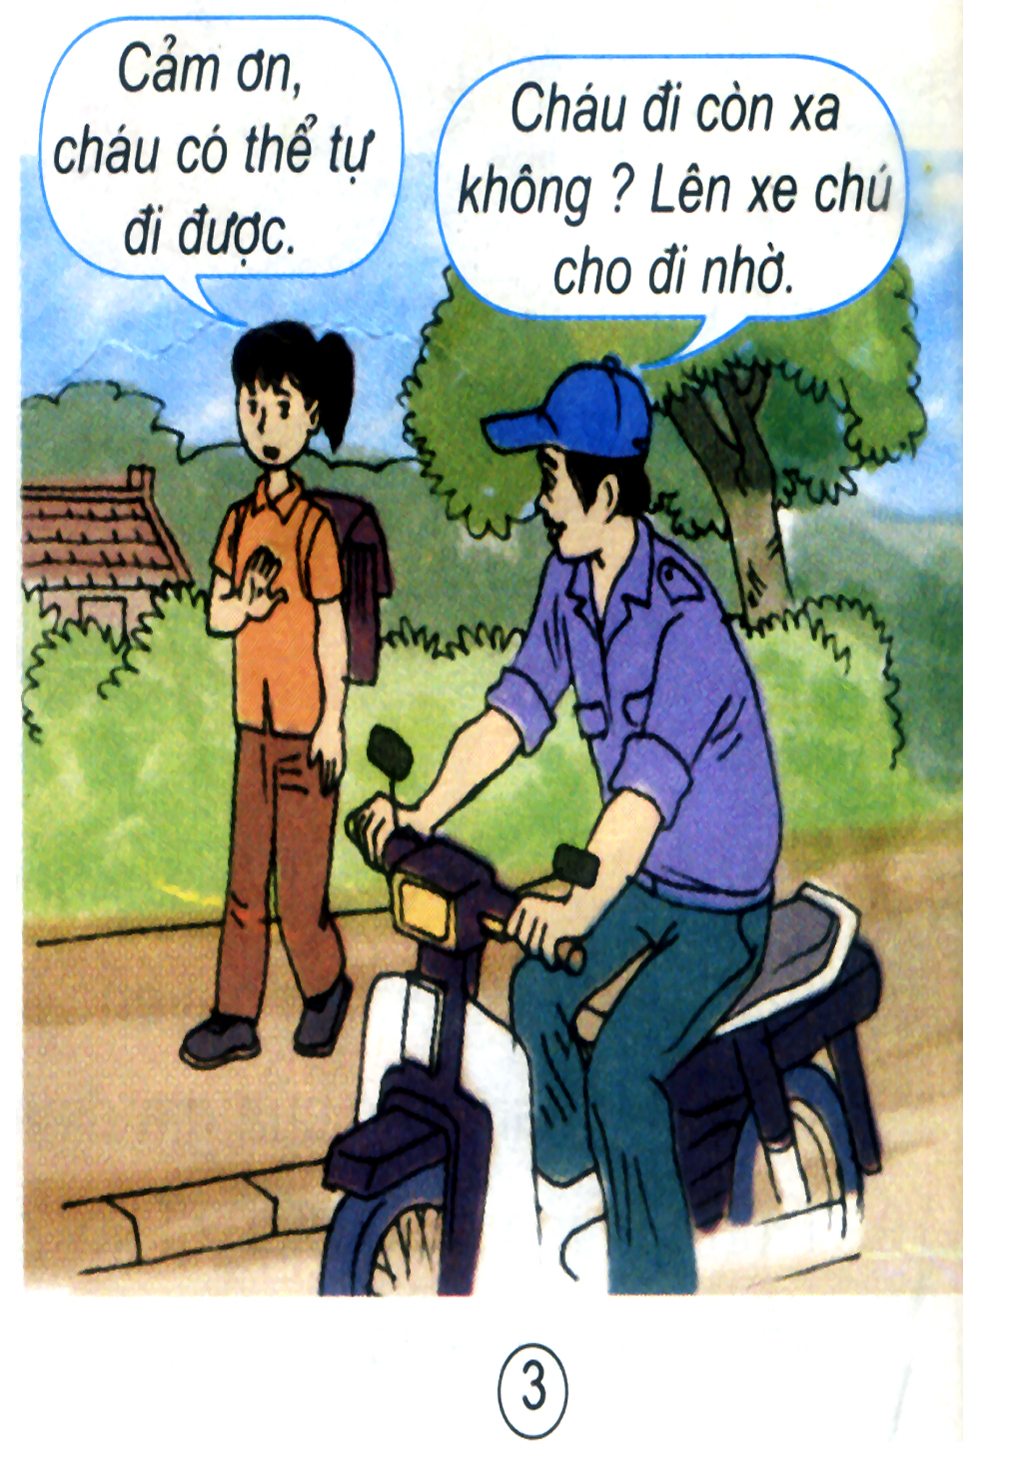 Cảm ơn,
cháu có thể tự
đi được.
Cháu đi còn xa
không ? Lên xe chú
cho đi nhờ.
3